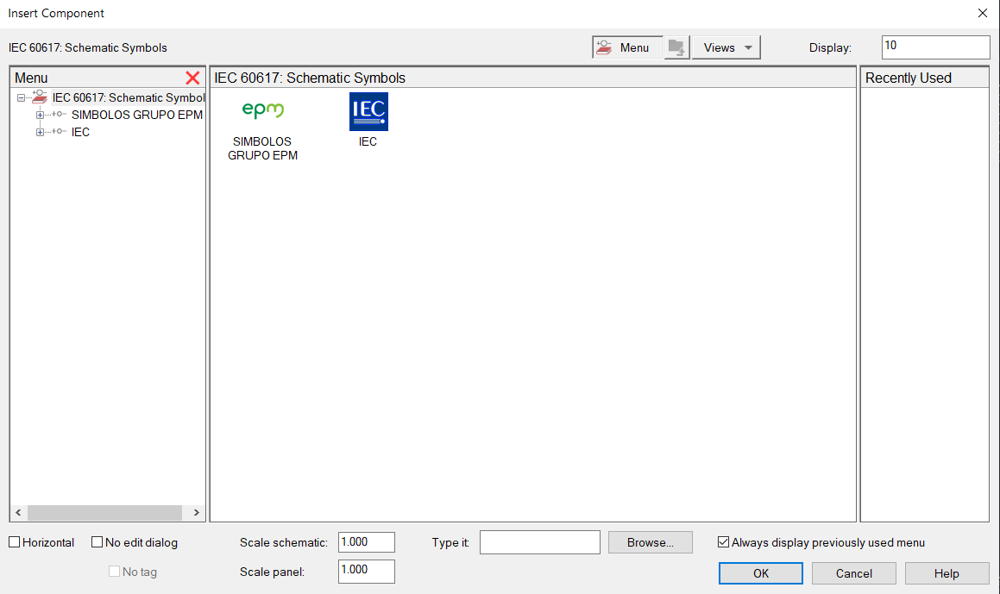 Insert Component
IEC 60617: Schematic Symbols
Menu
Views
Display:
10
Menu
IEC 60617: Schematic Symbol
SIMBOLOS GRUPO EPM
IEC
IEC 60617: Schematic Symbols
epm
SIMBOLOS
GRUPO EPM
IEC
IEC
Recently Used
Horizontal
No edit dialog
No tag
Scale schematic:
1.000
Scale panel:
1.000
Type it:
Browse...
Always display previously used menu
OK
Cancel
Help